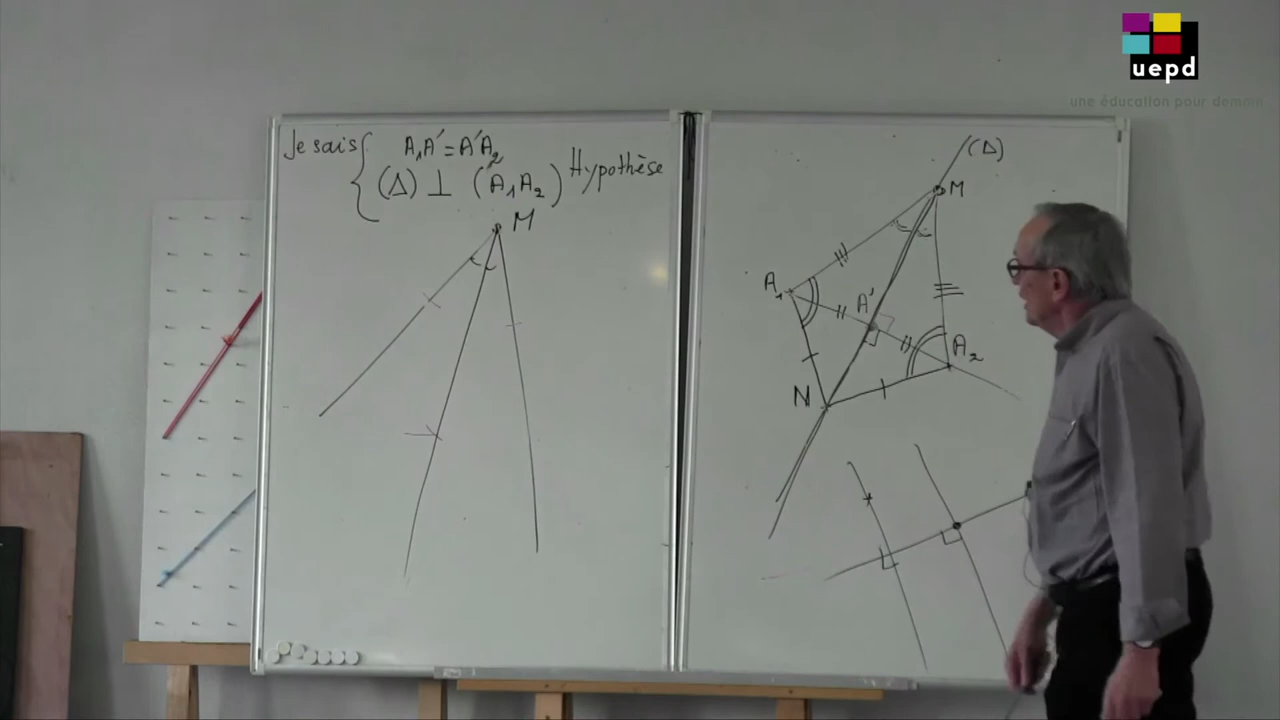 Je sais { A₁A' = A'A₂
(Δ) ⊥ (A₁A₂) Hypothèse
M
(Δ)
M
A₁
A'
A₂
N
uepd
une éducation pour demain